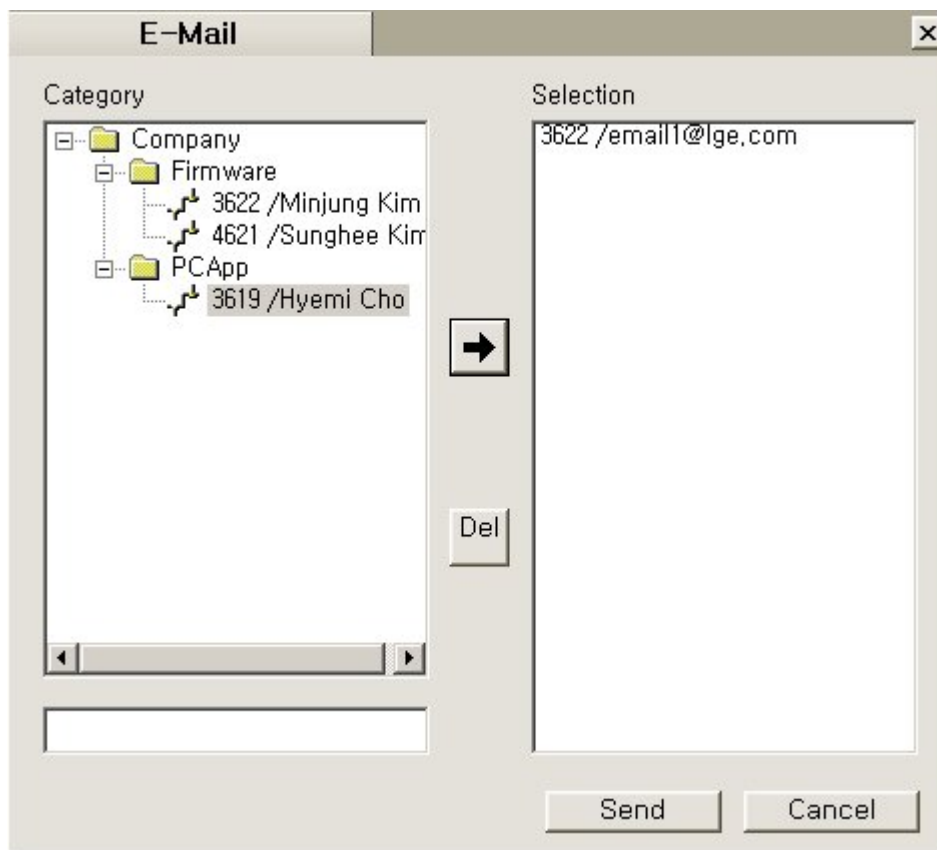 E-Mail
Category
Company
Firmware
3622 /Minjung Kim
4621 /Sunghee Kim
PCApp
3619 /Hyemi Cho
Del
Selection
3622 /email1@lge.com
Send
Cancel